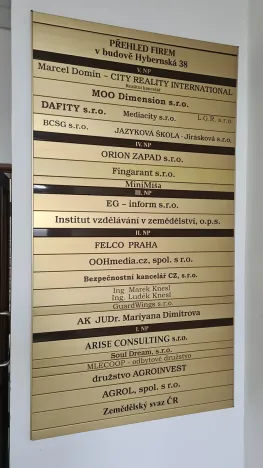 PŘEHLED FIREM
v budově Hybernská 38
V. NP
Marcel Domin – CITY REALITY INTERNATIONAL
Realitní kancelář
MOO Dimension s.r.o.
DAFITY s.r.o. Mediacity s.r.o. L.G.R. s.r.o.
BCSG s.r.o. JAZYKOVÁ ŠKOLA - Jirásková s.r.o.
IV. NP
ORION ZAPAD s.r.o.
Fingarant s.r.o.
MiniMiša
III. NP
EG – inform s.r.o.
Institut vzdělávání v zemědělství, o.p.s.
II. NP
FELCO PRAHA
OOHmedia.cz, spol. s r.o.
Bezpečnostní kancelář CZ, s.r.o.
Ing. Marek Knesl
Ing. Luděk Knesl
GuardWings s.r.o.
AK JUDr. Mariyana Dimitrova
I. NP
ARISE CONSULTING s.r.o.
Soul Dream, s.r.o.
MLECOOP - odbytové družstvo
družstvo AGROINVEST
AGROL, spol. s r.o.
Zemědělský svaz ČR